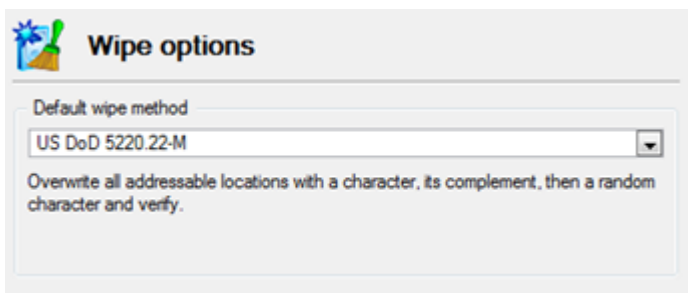 Wipe options
Default wipe method
US DoD 5220.22-M
Overwrite all addressable locations with a character, its complement, then a random
character and verify.